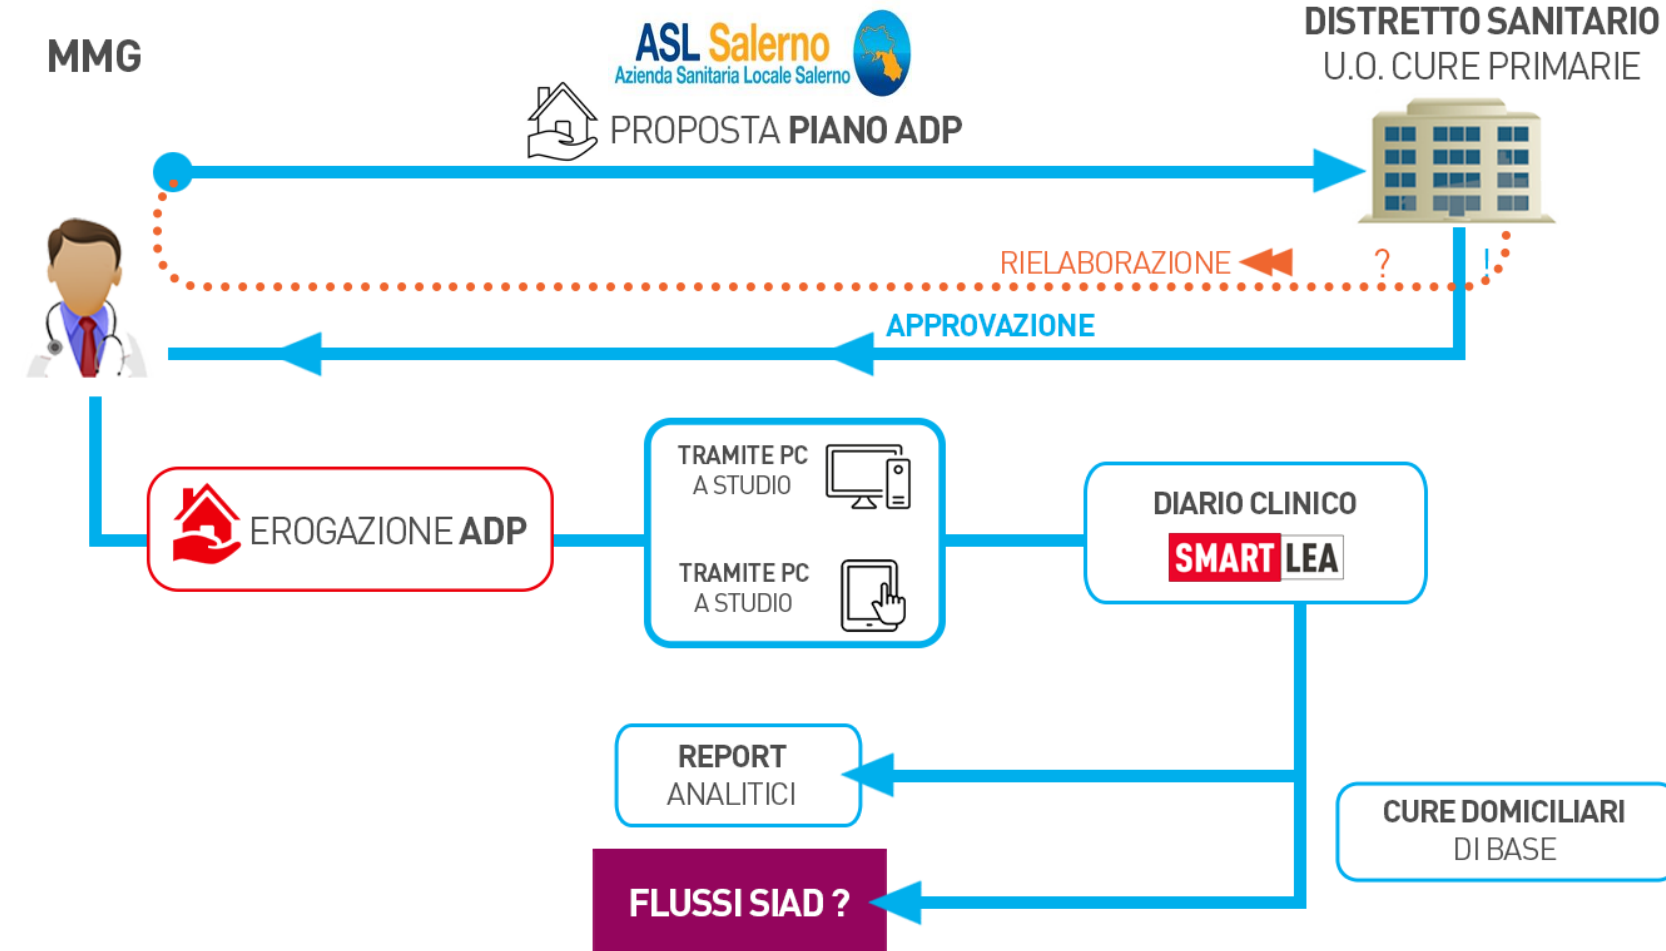 MMG
ASL Salerno
Azienda Sanitaria Locale Salerno
PROPOSTA PIANO ADP
DISTRETTO SANITARIO
U.O. CURE PRIMARIE
RIELABORAZIONE ? !
APPROVAZIONE
EROGAZIONE ADP
TRAMITE PC
A STUDIO
TRAMITE PC
A STUDIO
DIARIO CLINICO
SMART LEA
REPORT
ANALITICI
CURE DOMICILIARI
DI BASE
FLUSSI SIAD ?